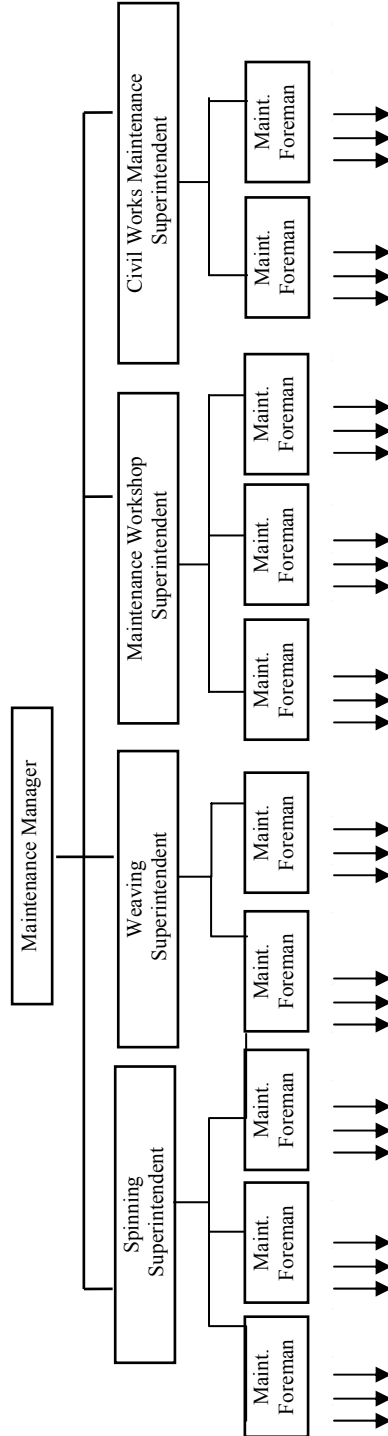 Maintenance Manager
Spinning
Superintendent
Weaving
Superintendent
Maintenance Workshop
Superintendent
Civil Works Maintenance
Superintendent
Maint.
Foreman
Maint.
Foreman
Maint.
Foreman
Maint.
Foreman
Maint.
Foreman
Maint.
Foreman
Maint.
Foreman
Maint.
Foreman
Maint.
Foreman
Maint.
Foreman